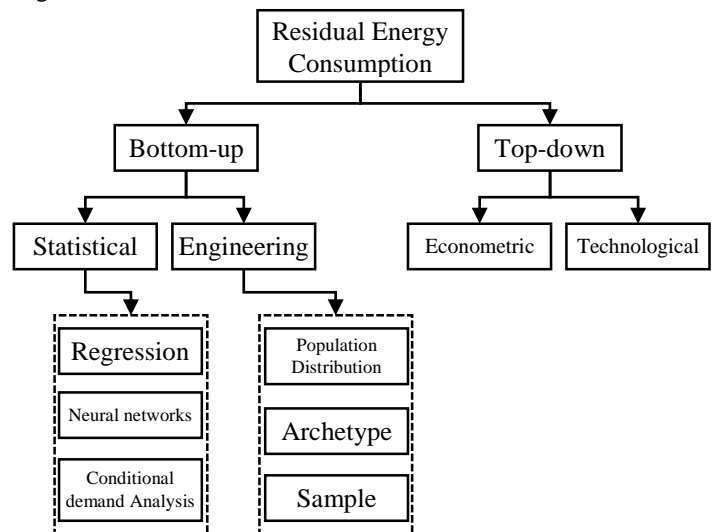 Residual Energy
Consumption
Bottom-up
Top-down
Statistical
Engineering
Econometric
Technological
Regression
Neural networks
Conditional
demand Analysis
Population
Distribution
Archetype
Sample